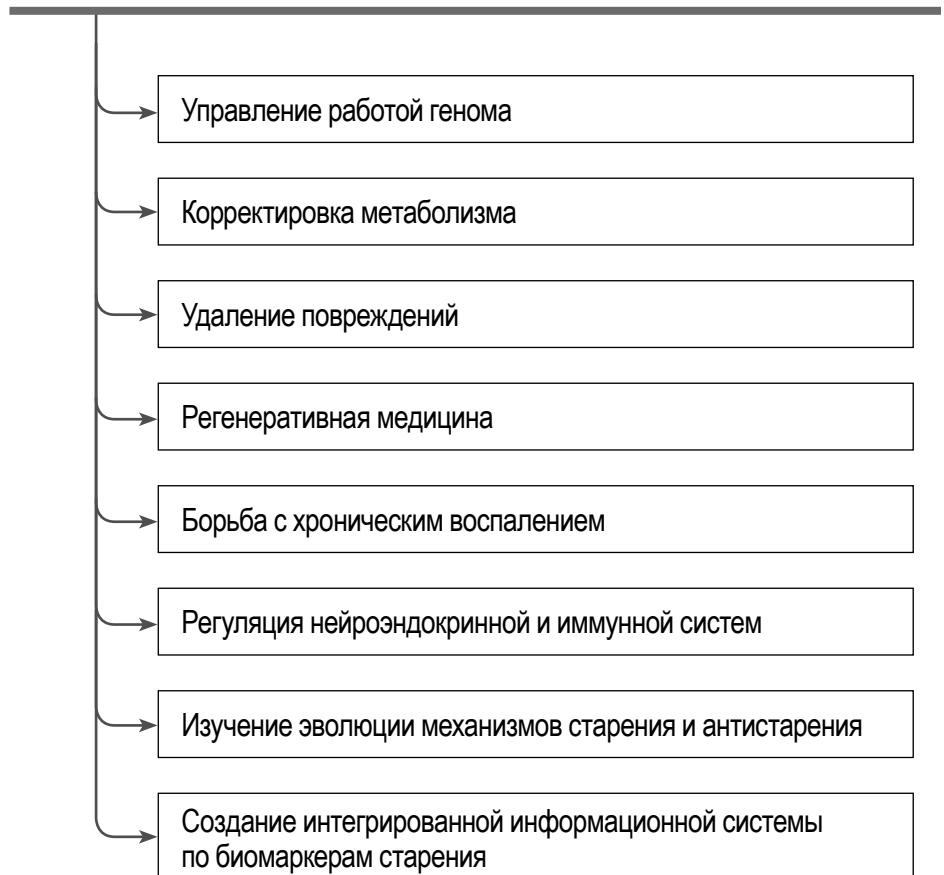 Управление работой генома
Корректировка метаболизма
Удаление повреждений
Регенеративная медицина
Борьба с хроническим воспалением
Регуляция нейроэндокринной и иммунной систем
Изучение эволюции механизмов старения и антистарения
Создание интегрированной информационной системы
по биомаркерам старения